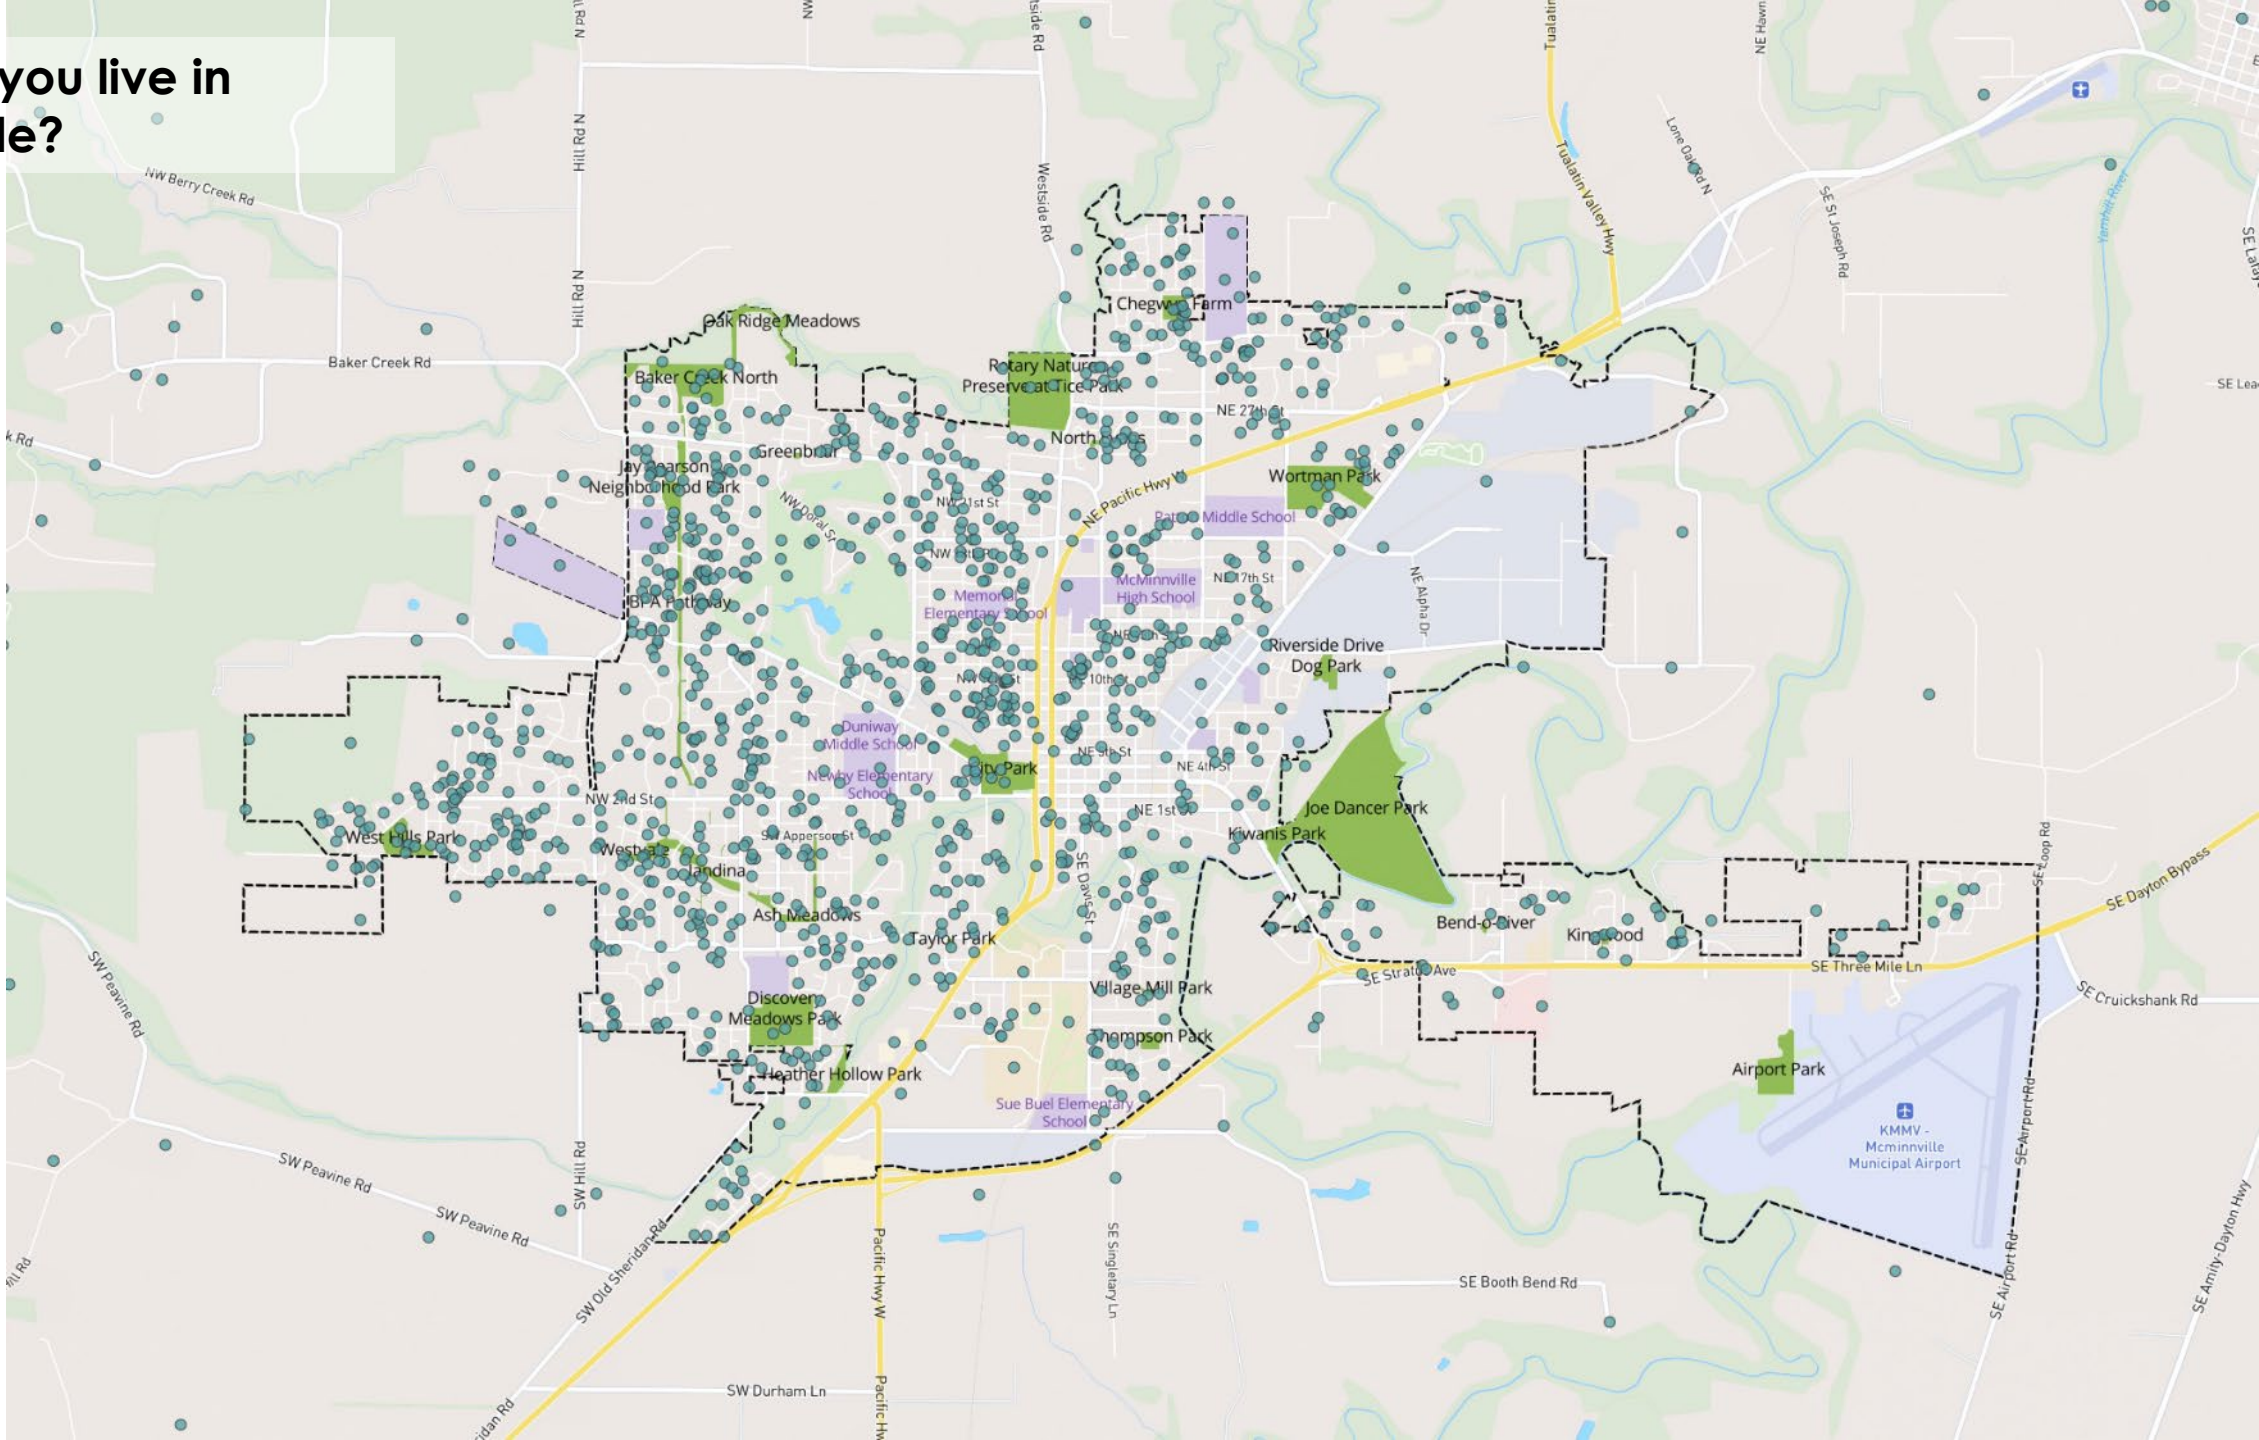 you live in
le?
Hill Rd N
Hill Rd N
Westside Rd
Tualatin Valley Hwy
Lone Oak Rd N
SE St Joseph Rd
Yamhill River
NE Hawn
NW
NW Berry Creek Rd
Baker Creek Rd
k Rd
SE Lea
Oak Ridge Meadows
Chegwyn Farm
Rotary Nature
Preserve at Tice Park
Baker Creek North
NE 27th St
North
Greenbriar
Jay Pearson
Neighborhood Park
NW Doral St
NW 21st St
NE Pacific Hwy W
Wortman Park
Patton Middle School
McMinnville
High School
NE 17th St
NE Alpha Dr
BPA Pathway
Memorial
Elementary School
Riverside Drive
Dog Park
10th St
Duniway
Middle School
NE 5th St
City Park
NE 4th St
Newby Elementary
School
NW 2nd St
NE 1st St
Joe Dancer Park
Kiwanis Park
West Hills Park
SW Apperson St
Westvale
Jandina
SE Davis St
SE Loop Rd
SE Dayton Bypass
Ash Meadows
Bend-o-River
Kingwood
Taylor Park
SE Stratus Ave
SE Three Mile Ln
SE Cruickshank Rd
SW Peavine Rd
Village Mill Park
Discovery
Meadows Park
Thompson Park
Airport Park
Heather Hollow Park
Sue Buel Elementary
School
KMMV -
Mcminnville
Municipal Airport
SE Airport Rd
SW Peavine Rd
SW Hill Rd
SW Peavine Rd
SW Old Sheridan Rd
Pacific Hwy W
SE Singletary Ln
SE Booth Bend Rd
SE Airport Rd
SE Amity-Dayton Hwy
SW Durham Ln
ridan Rd